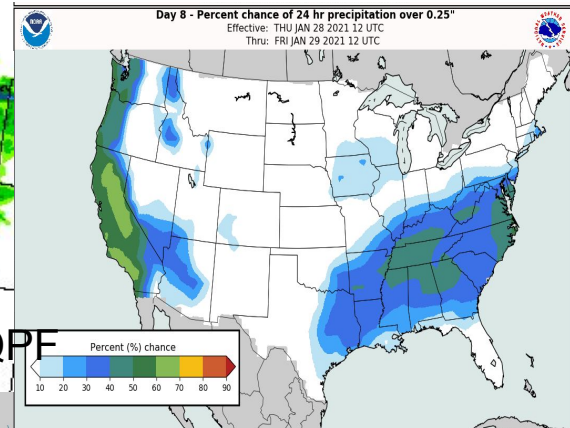 Day 8 - Percent chance of 24 hr precipitation over 0.25"
Effective: THU JAN 28 2021 12 UTC
Thru: FRI JAN 29 2021 12 UTC
NOAA
QPF
Percent (%) chance
10 20 30 40 50 60 70 80 90